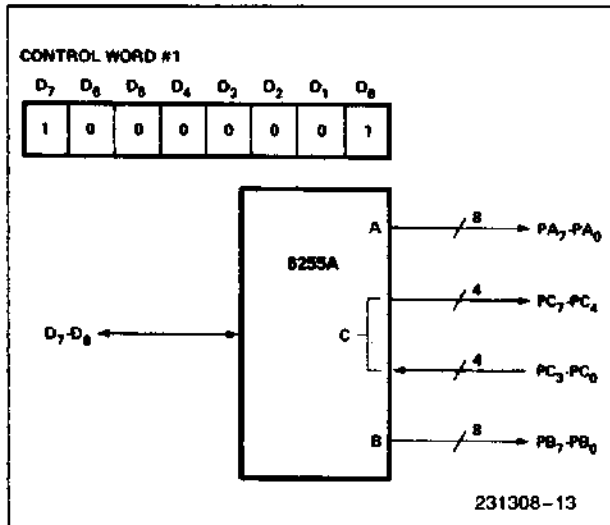 CONTROL WORD #1
D7 D6 D5 D4 D3 D2 D1 D0
1 0 0 0 0 0 0 1
A 8 PA7-PA0
8255A
4 PC7-PC4
D7-D0 C
4 PC3-PC0
B 8 PB7-PB0
231308-13